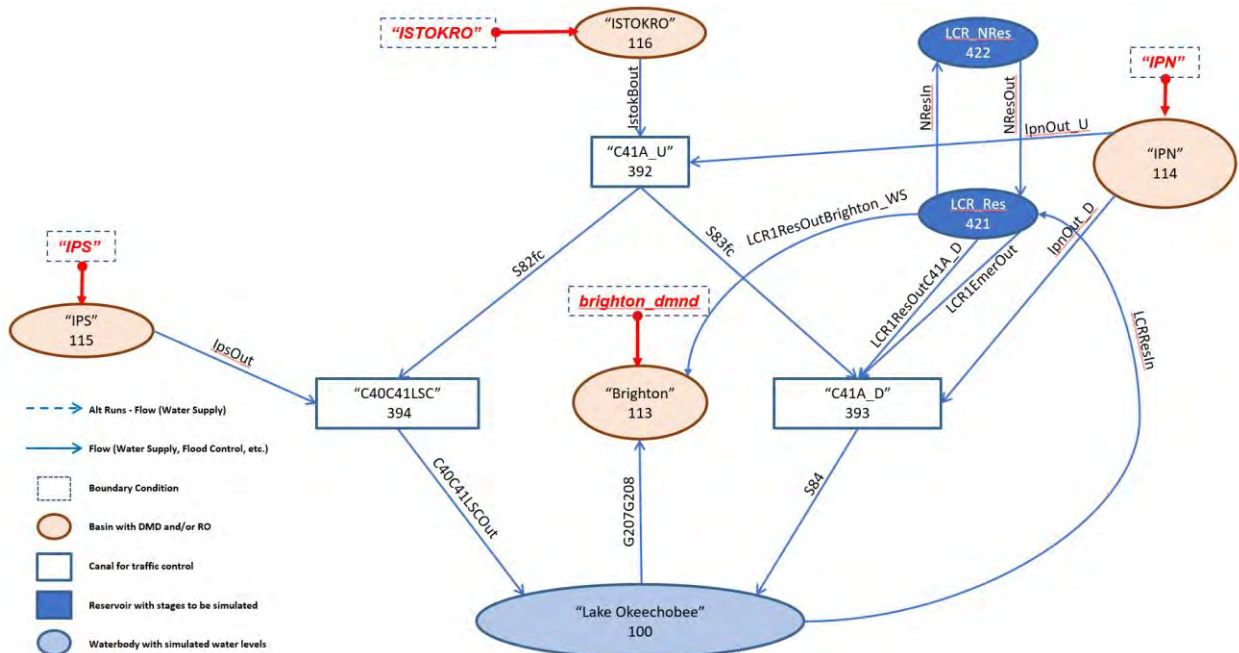 "ISTOKRO"
"ISTOKRO"
116
LCR_NRes
422
"IPN"
IstokBout
NResIn
NResOut
IpnOut_U
"C41A_U"
392
"IPN"
114
LCR_Res
421
LCR1ResOutBrighton_WS
"IPS"
S82fc
S83fc
IpnOut_D
brighton_dmnd
LCR1ResOutC41A_D
LCR1EmerOut
"IPS"
115
IpsOut
LCRResIn
"C40C41LSC"
394
"Brighton"
113
"C41A_D"
393
C40C41LSCOut
G207G208
S84
"Lake Okeechobee"
100
Alt Runs - Flow (Water Supply)
Flow (Water Supply, Flood Control, etc.)
Boundary Condition
Basin with DMD and/or RO
Canal for traffic control
Reservoir with stages to be simulated
Waterbody with simulated water levels